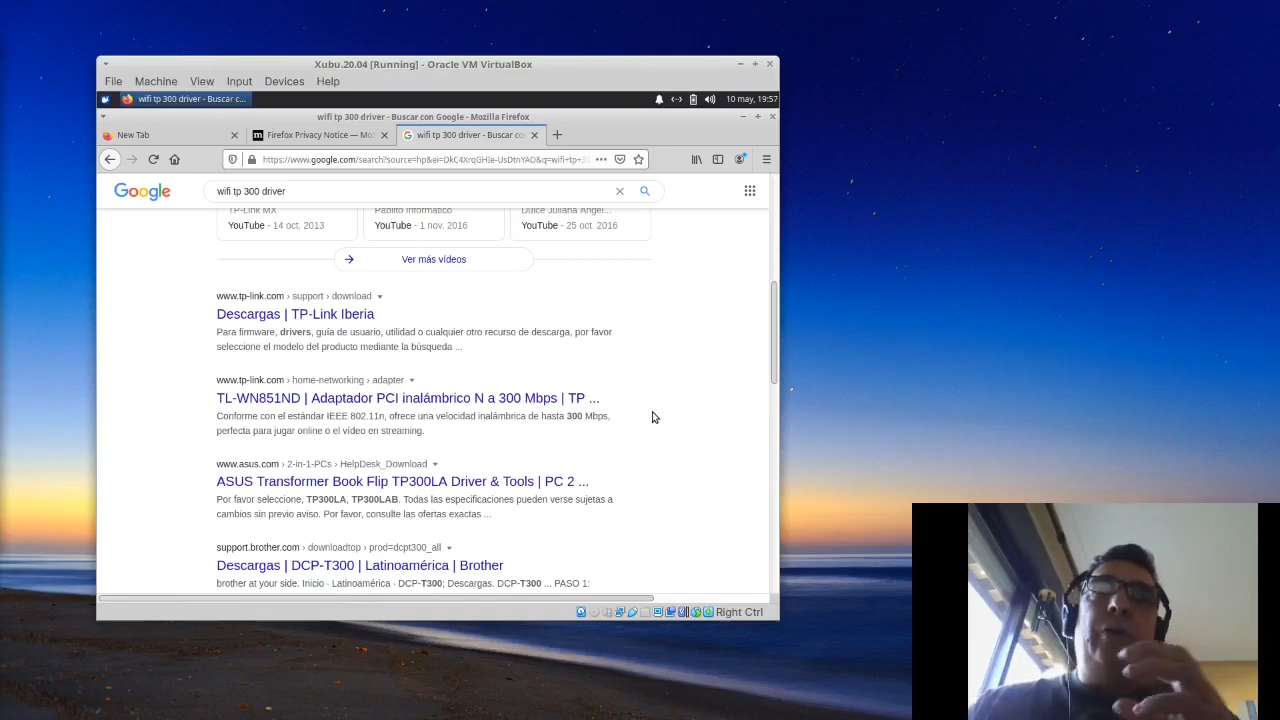 Xubu.20.04 [Running] - Oracle VM VirtualBox
File Machine View Input Devices Help
wifi tp 300 driver - Buscar c...
10 may, 19:57
wifi tp 300 driver - Buscar con Google - Mozilla Firefox
New Tab
Firefox Privacy Notice — Moz
wifi tp 300 driver - Buscar co
https://www.google.com/search?source=hp&ei=DkC4XrqGHIe-UsDtnYAO&q=wifi+tp+3
Google
wifi tp 300 driver
TP-Link MX
Pablito Informatico
Dulce Juliana Angel...
YouTube - 14 oct. 2013
YouTube - 1 nov. 2016
YouTube - 25 oct. 2016
Ver más vídeos
www.tp-link.com › support › download
Descargas | TP-Link Iberia
Para firmware, drivers, guía de usuario, utilidad o cualquier otro recurso de descarga, por favor
seleccione el modelo del producto mediante la búsqueda ...
www.tp-link.com › home-networking › adapter
TL-WN851ND | Adaptador PCI inalámbrico N a 300 Mbps | TP ...
Conforme con el estándar IEEE 802.11n, ofrece una velocidad inalámbrica de hasta 300 Mbps,
perfecta para jugar online o el vídeo en streaming.
www.asus.com › 2-in-1-PCs › HelpDesk_Download
ASUS Transformer Book Flip TP300LA Driver & Tools | PC 2 ...
Por favor seleccione, TP300LA, TP300LAB. Todas las especificaciones pueden verse sujetas a
cambios sin previo aviso. Por favor, consulte las ofertas exactas ...
support.brother.com › downloadtop › prod=dcpt300_all
Descargas | DCP-T300 | Latinoamérica | Brother
brother at your side. Inicio · Latinoamérica · DCP-T300; Descargas. DCP-T300 ... PASO 1:
Right Ctrl